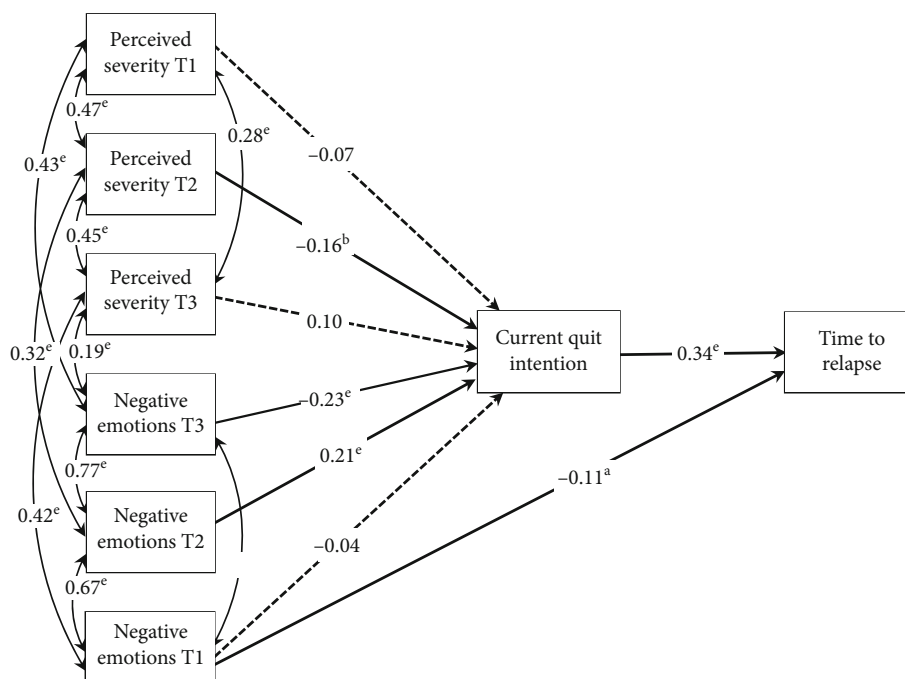 Perceived
severity T1
0.47e
0.28e
–0.07
0.43e
Perceived
severity T2
–0.16b
0.45e
Perceived
severity T3
0.10
Current quit
intention
0.34e
Time to
relapse
0.32e
0.19e
Negative
emotions T3
–0.23e
0.21e
0.77e
–0.11a
0.42e
Negative
emotions T2
–0.04
0.67e
Negative
emotions T1